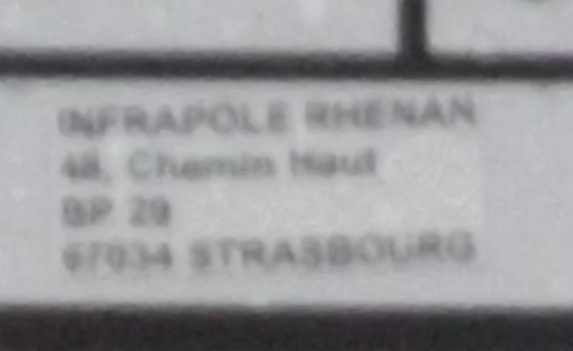 INFRAPOLE RHENAN
48, Chemin Haut
BP 29
67034 STRASBOURG